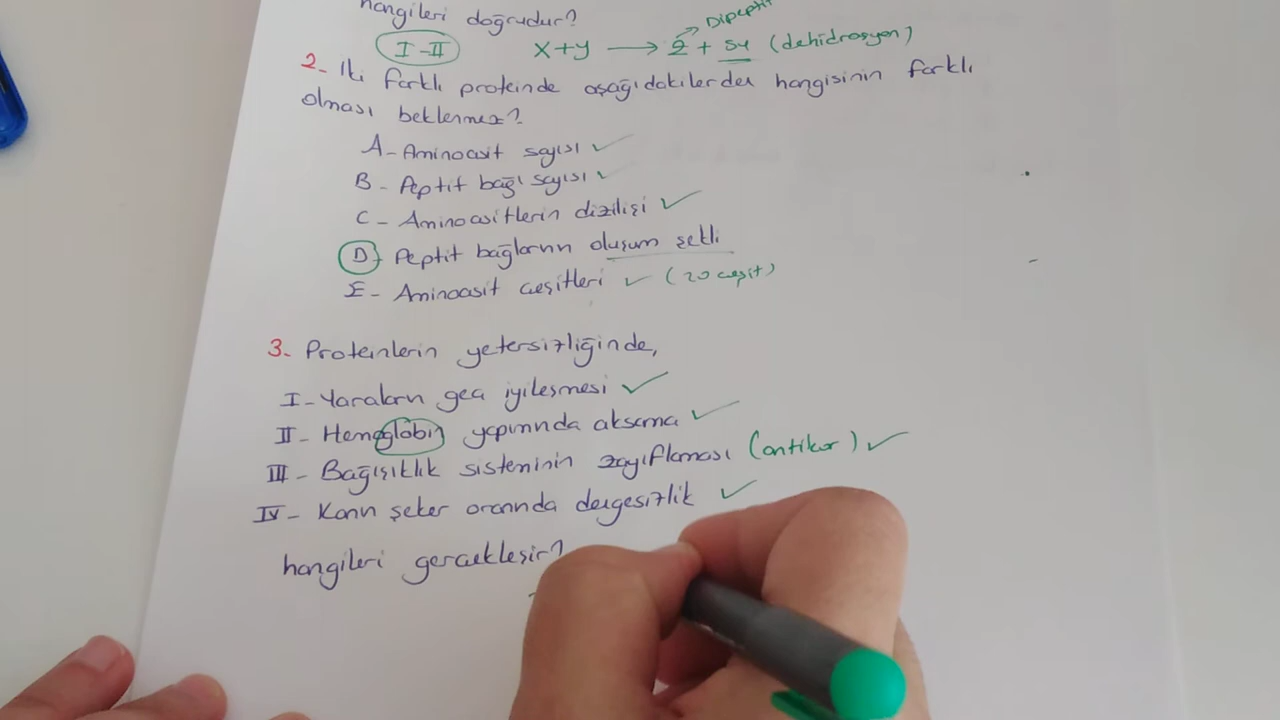 hangileri doğrudur?
Dipeptit
I-II X+y → 2 + su (dehidrasyon)
2- İki farklı proteinde aşağıdakilerden hangisinin farklı
olması beklenmez?
A- Aminoasit sayısı ✓
B- Peptit bağı sayısı ✓
C- Aminoasitlerin dizilişi ✓
D- Peptit bağlarının oluşum şekli
E- Aminoasit çeşitleri ✓ (20 çeşit)
3- Proteinlerin yetersizliğinde,
I- Yaraların geç iyileşmesi ✓
II- Hemoglobin yapımında aksama ✓
III- Bağışıklık sisteminin zayıflaması (antikor) ✓
IV- Kanın şeker oranında dengesizlik ✓
hangileri gerçekleşir?